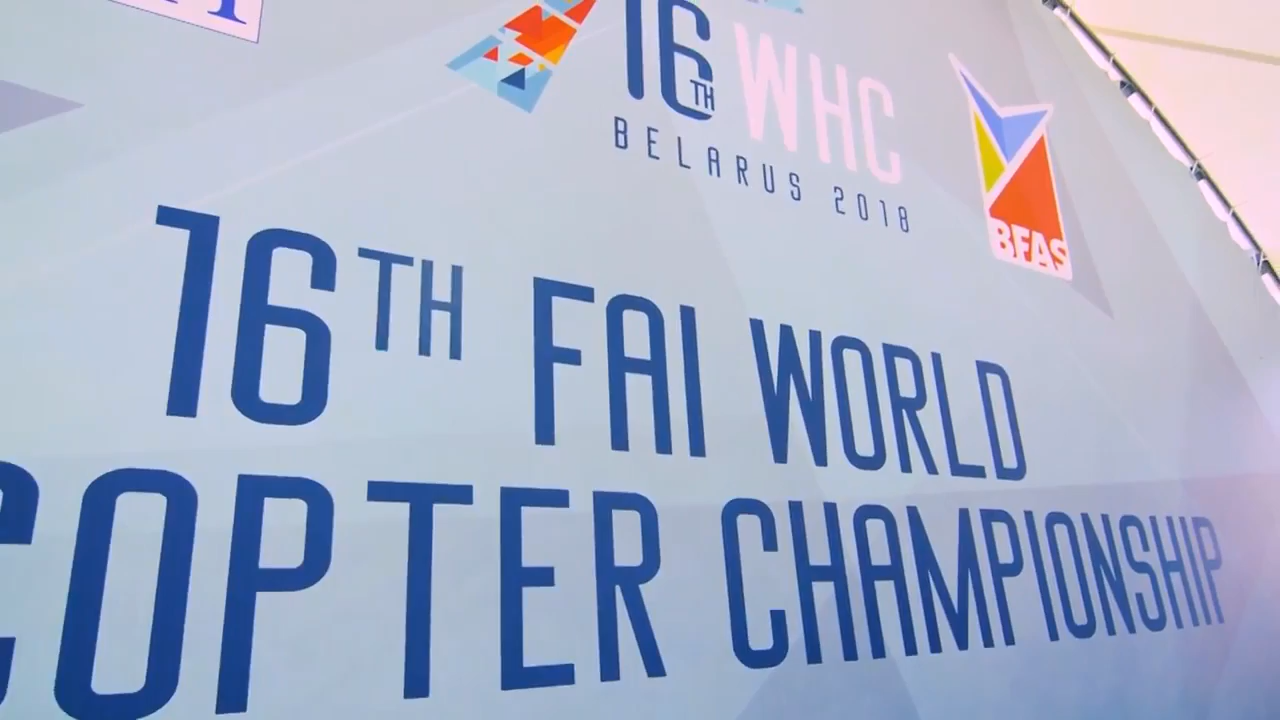 16TH WHC
BELARUS 2018
BFAS
16TH FAI WORLD
COPTER CHAMPIONSHIP